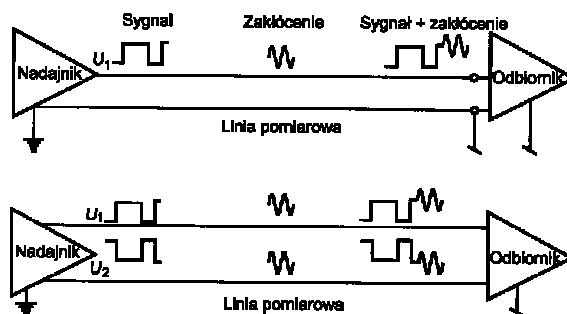 Sygnał Zakłócenie Sygnał + zakłócenie
U₁
Nadajnik Odbiornik
Linia pomiarowa
U₁
Nadajnik Odbiornik
U₂
Linia pomiarowa